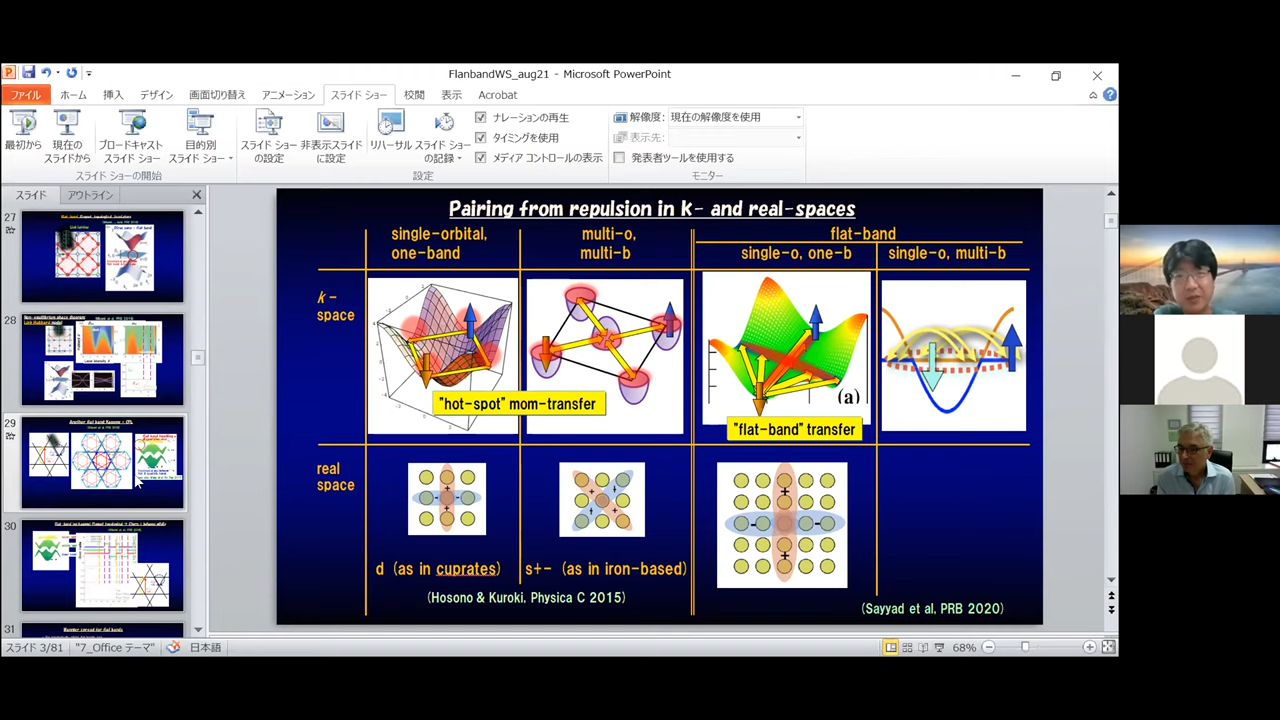 FlanbandWS_aug21 - Microsoft PowerPoint
ファイル ホーム 挿入 デザイン 画面切り替え アニメーション スライド ショー 校閲 表示 Acrobat
最初から
現在の
スライドから
ブロードキャスト
スライド ショー
目的別
スライド ショー
スライド ショーの開始
スライド ショー
の設定
非表示スライド
に設定
リハーサル
スライド ショー
の記録
ナレーションの再生
タイミングを使用
メディア コントロールの表示
設定
解像度: 現在の解像度を使用
表示先:
発表者ツールを使用する
モニター
スライド アウトライン
27
28
29
30
31
Pairing from repulsion in k- and real-spaces
single-orbital,
one-band
multi-o,
multi-b
flat-band
single-o, one-b
single-o, multi-b
k-
space
"hot-spot" mom-transfer
(a)
"flat-band" transfer
real
space
d (as in cuprates)
s+- (as in iron-based)
(Hosono & Kuroki, Physica C 2015)
(Sayyad et al, PRB 2020)
スライド 3/81 "7_Office テーマ" 日本語 68%